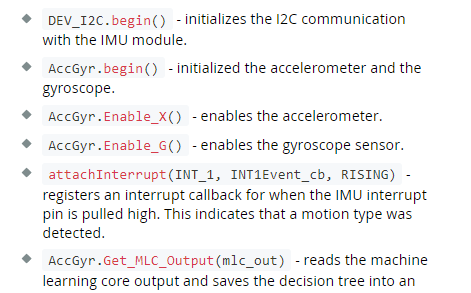 DEV_I2C.begin() - initializes the I2C communication
with the IMU module.
AccGyr.begin() - initialized the accelerometer and the
gyroscope.
AccGyr.Enable_X() - enables the accelerometer.
AccGyr.Enable_G() - enables the gyroscope sensor.
attachInterrupt(INT_1, INT1Event_cb, RISING) -
registers an interrupt callback for when the IMU interrupt
pin is pulled high. This indicates that a motion type was
detected.
AccGyr.Get_MLC_Output(mlc_out) - reads the machine
learning core output and saves the decision tree into an